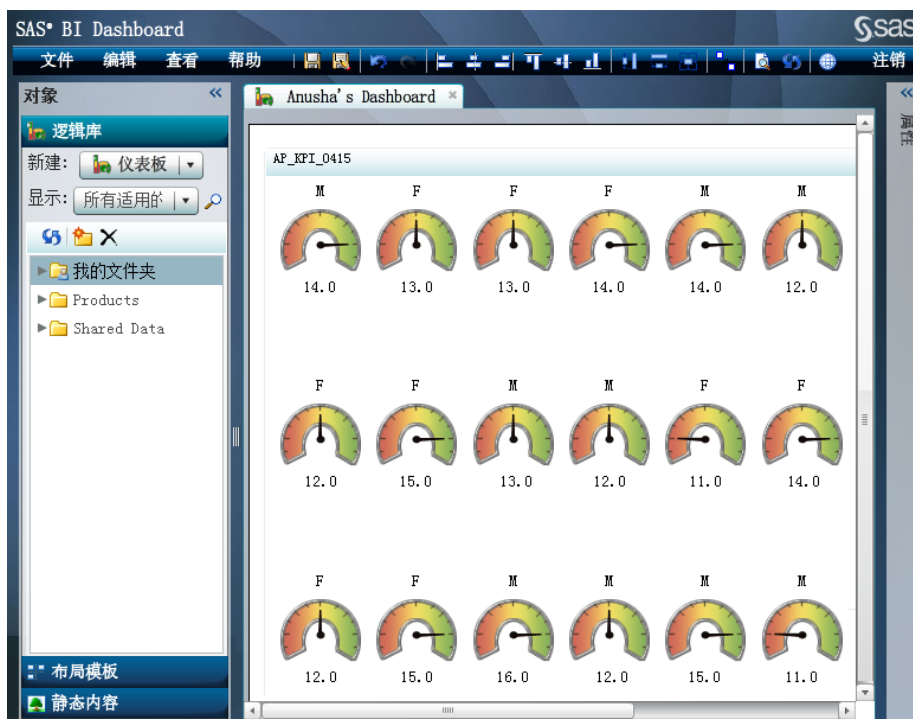 SAS® BI Dashboard
sas
文件 编辑 查看 帮助 注销
对象
Anusha's Dashboard
属性
逻辑库
新建: 仪表板
显示: 所有适用的
我的文件夹
Products
Shared Data
布局模板
静态内容
AP_KPI_0415
M F F F M M
14.0 13.0 13.0 14.0 14.0 12.0
F F M M F F
12.0 15.0 13.0 12.0 11.0 14.0
F F M M M M
12.0 15.0 16.0 12.0 15.0 11.0